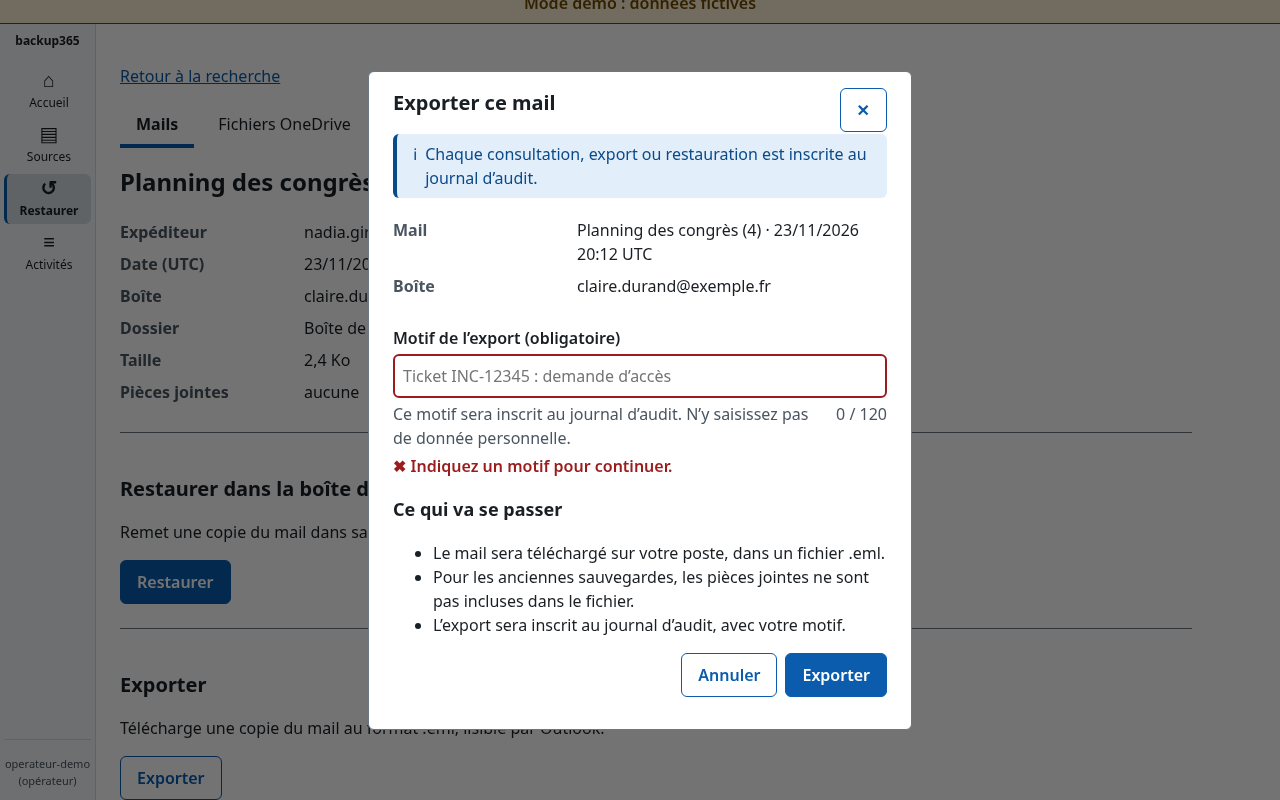 Mode démo : données fictives
backup365
Accueil
Sources
Restaurer
Activités
operateur-demo
(opérateur)
Retour à la recherche
Mails
Fichiers OneDrive
Planning des congrès
Expéditeur
nadia.gir
Date (UTC)
23/11/20
Boîte
claire.du
Dossier
Boîte de
Taille
2,4 Ko
Pièces jointes
aucune
Restaurer dans la boîte d
Remet une copie du mail dans sa
Restaurer
Exporter
Télécharge une copie du mail au format .eml, lisible par Outlook.
Exporter
Exporter ce mail
×
i Chaque consultation, export ou restauration est inscrite au
journal d’audit.
Mail
Planning des congrès (4) · 23/11/2026
20:12 UTC
Boîte
claire.durand@exemple.fr
Motif de l’export (obligatoire)
Ticket INC-12345 : demande d’accès
Ce motif sera inscrit au journal d’audit. N’y saisissez pas
de donnée personnelle.
0 / 120
✖ Indiquez un motif pour continuer.
Ce qui va se passer
• Le mail sera téléchargé sur votre poste, dans un fichier .eml.
• Pour les anciennes sauvegardes, les pièces jointes ne sont
pas incluses dans le fichier.
• L’export sera inscrit au journal d’audit, avec votre motif.
Annuler
Exporter